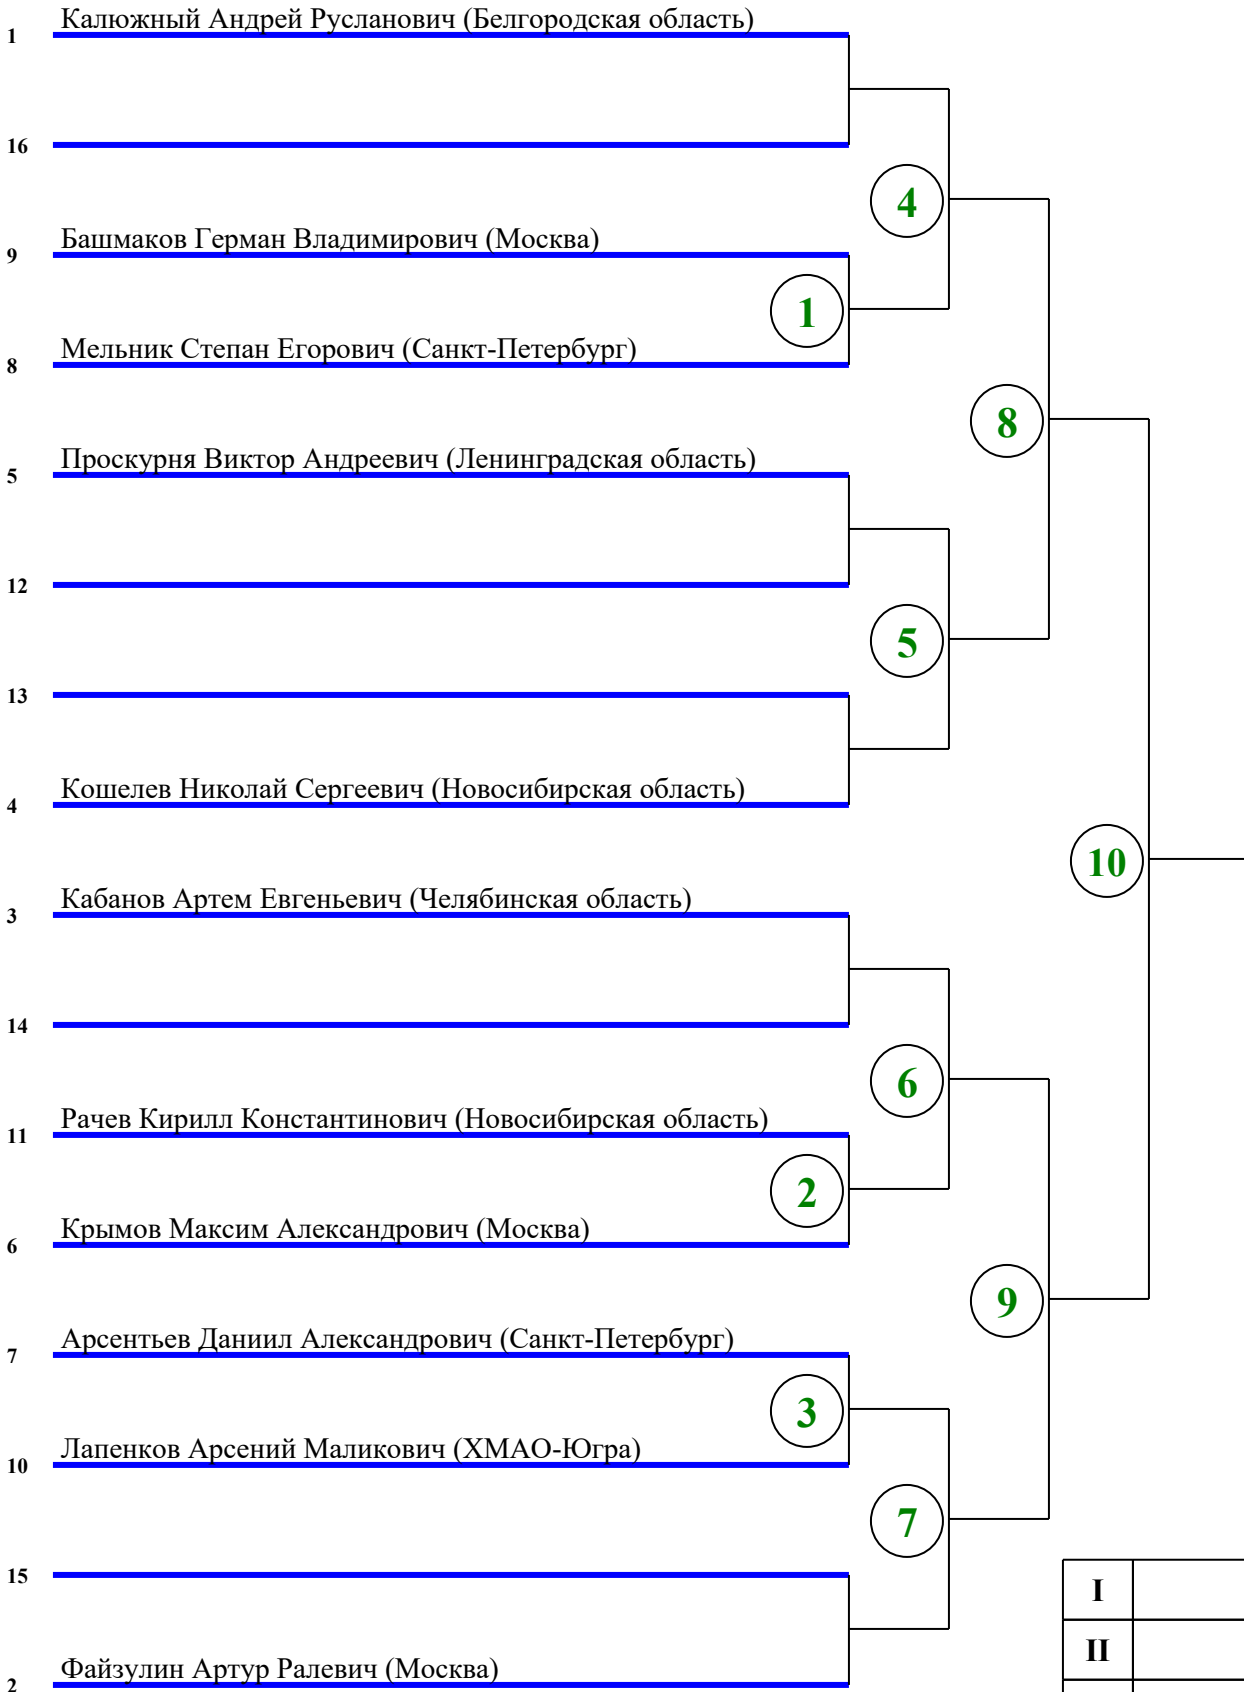 1 Калюжный Андрей Русланович (Белгородская область)
16
4
9 Башмаков Герман Владимирович (Москва)
1
8 Мельник Степан Егорович (Санкт-Петербург)
8
5 Проскурня Виктор Андреевич (Ленинградская область)
12
5
13
4 Кошелев Николай Сергеевич (Новосибирская область)
10
3 Кабанов Артем Евгеньевич (Челябинская область)
14
6
11 Рачев Кирилл Константинович (Новосибирская область)
2
6 Крымов Максим Александрович (Москва)
9
7 Арсентьев Даниил Александрович (Санкт-Петербург)
3
10 Лапенков Арсений Маликович (ХМАО-Югра)
7
15
I
II
2 Файзулин Артур Ралевич (Москва)